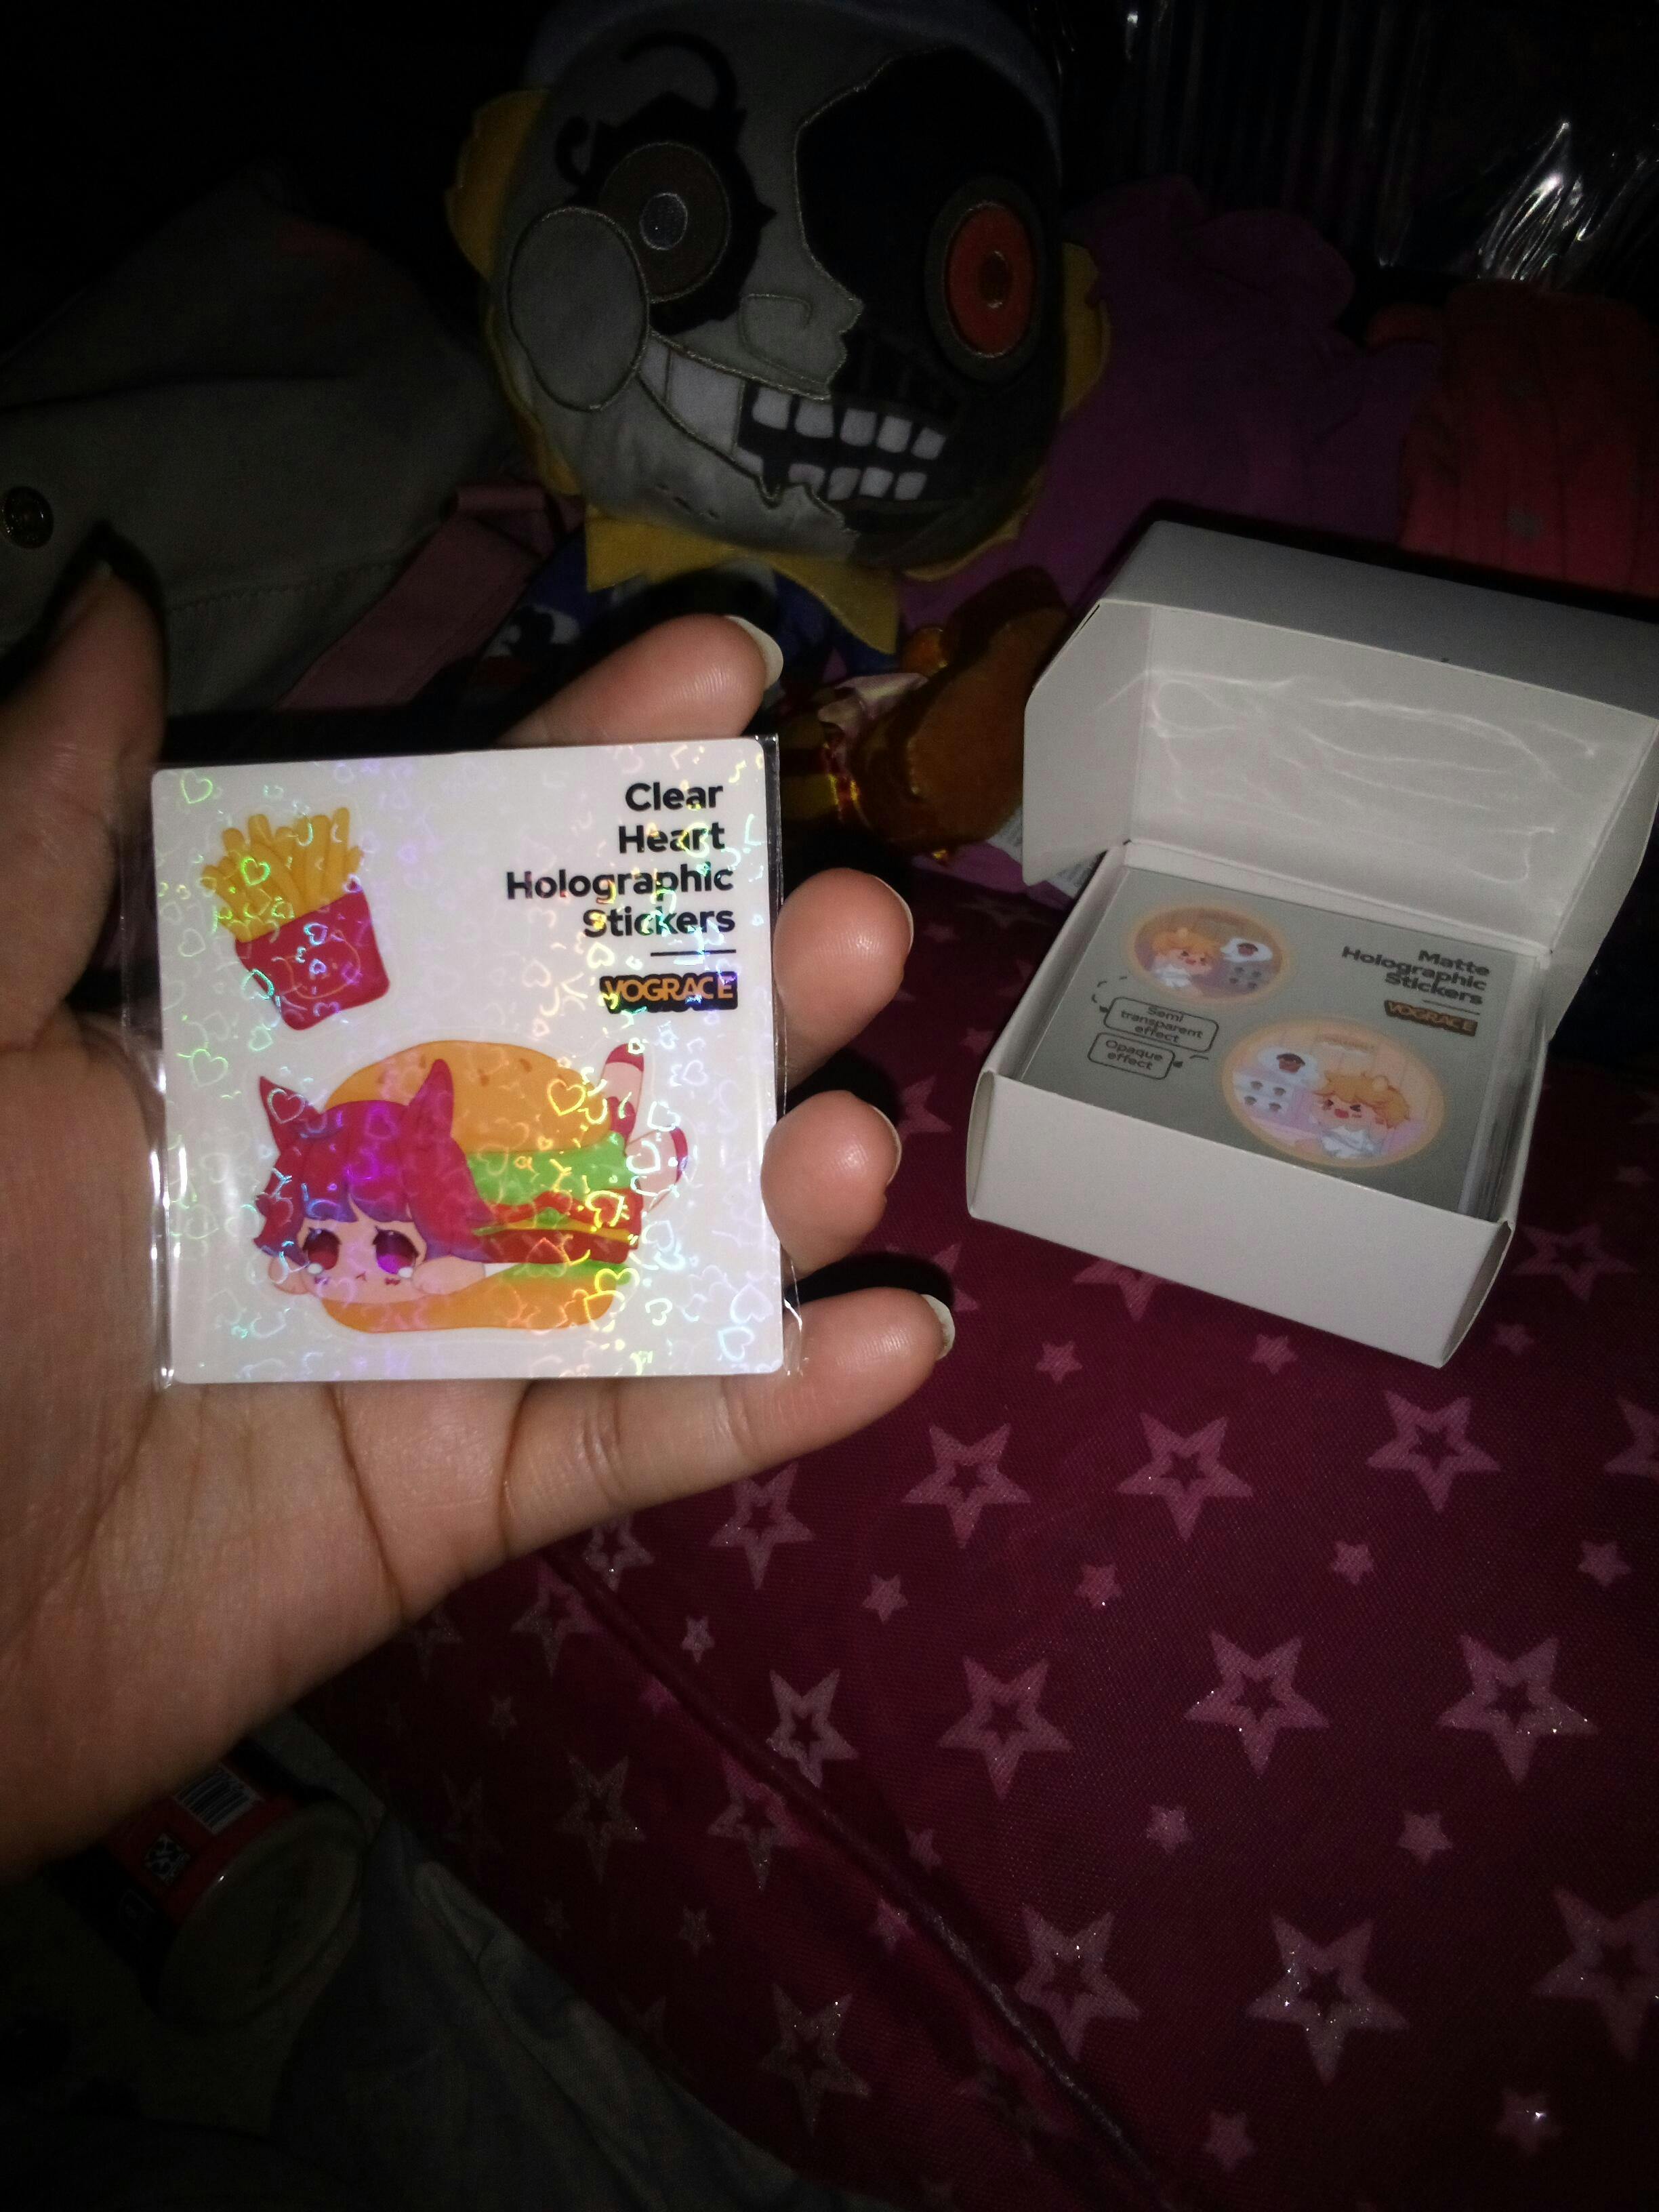 Clear
Heart
Holographic
Stickers
VOGRACE
Matte
Holographic
Stickers
VOGRACE
Semi
transparent
effect
Opaque
effect